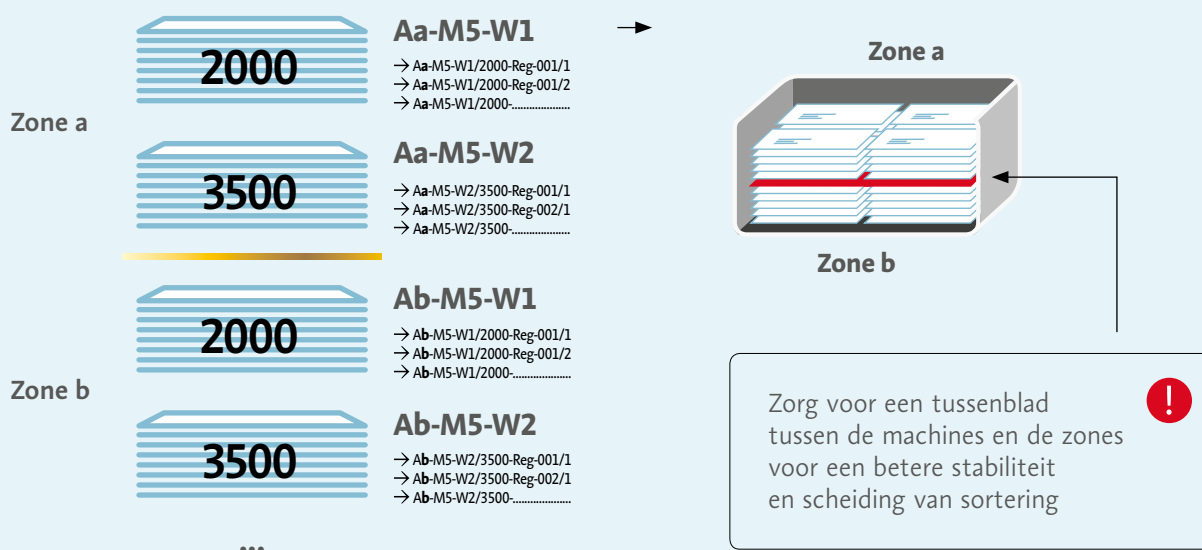 Zone a
2000
Aa-M5-W1
→ Aa-M5-W1/2000-Reg-001/1
→ Aa-M5-W1/2000-Reg-001/2
→ Aa-M5-W1/2000-....................
3500
Aa-M5-W2
→ Aa-M5-W2/3500-Reg-001/1
→ Aa-M5-W2/3500-Reg-002/1
→ Aa-M5-W2/3500-....................
Zone b
2000
Ab-M5-W1
→ Ab-M5-W1/2000-Reg-001/1
→ Ab-M5-W1/2000-Reg-001/2
→ Ab-M5-W1/2000-....................
3500
Ab-M5-W2
→ Ab-M5-W2/3500-Reg-001/1
→ Ab-M5-W2/3500-Reg-002/1
→ Ab-M5-W2/3500-....................
...
Zone a
Zone b
Zorg voor een tussenblad
tussen de machines en de zones
voor een betere stabiliteit
en scheiding van sortering
!